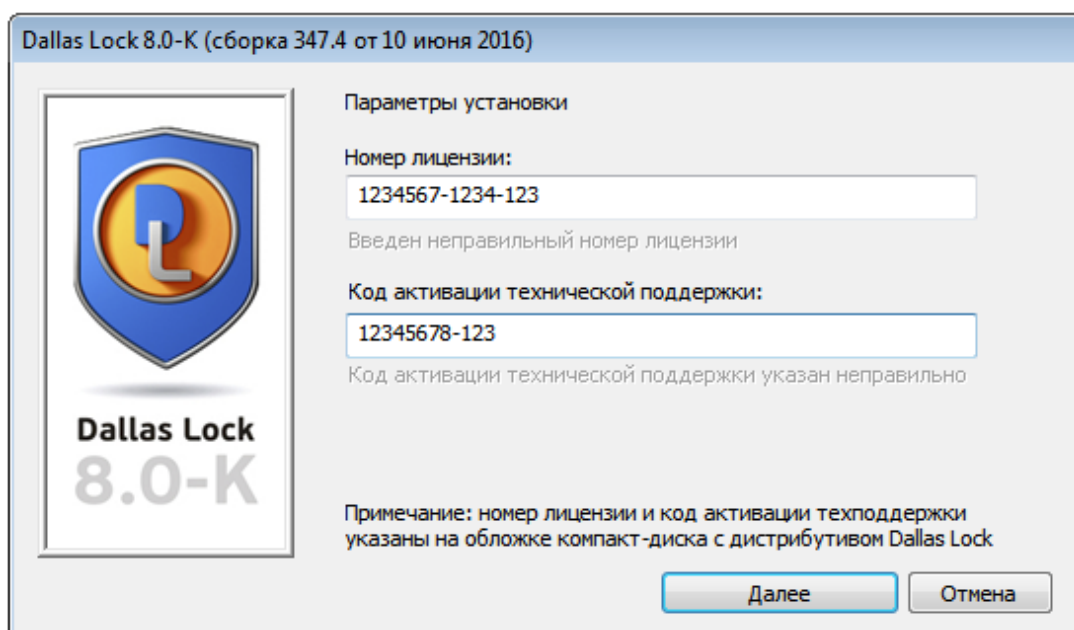 Dallas Lock 8.0-K (сборка 347.4 от 10 июня 2016)
Параметры установки
Номер лицензии:
1234567-1234-123
Введен неправильный номер лицензии
Код активации технической поддержки:
12345678-123
Код активации технической поддержки указан неправильно
DL
Dallas Lock
8.0-K
Примечание: номер лицензии и код активации техподдержки
указаны на обложке компакт-диска с дистрибутивом Dallas Lock
Далее
Отмена